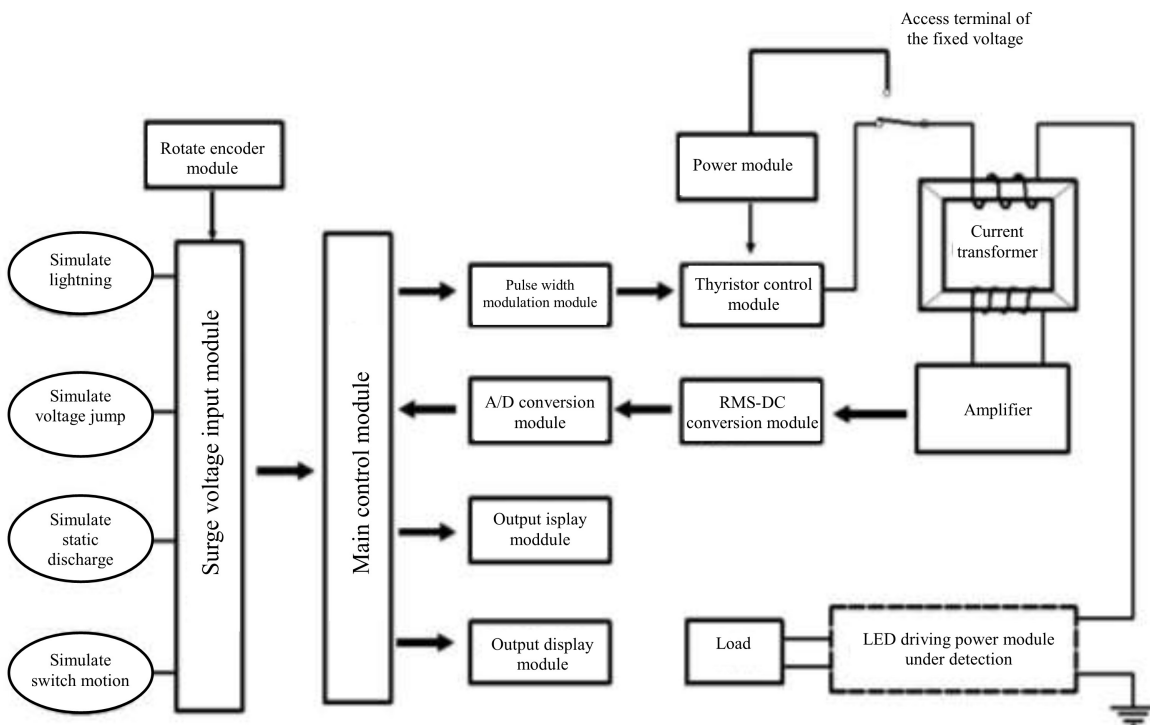 Access terminal of
the fixed voltage
Rotate encoder
module
Power module
Simulate
lightning
Simulate
voltage jump
Simulate
static
discharge
Simulate
switch motion
Surge voltage input module
Main control module
Pulse width
modulation module
Thyristor control
module
Current
transformer
A/D conversion
module
RMS-DC
conversion module
Amplifier
Output isplay
moddule
Output display
module
Load
LED driving power module
under detection